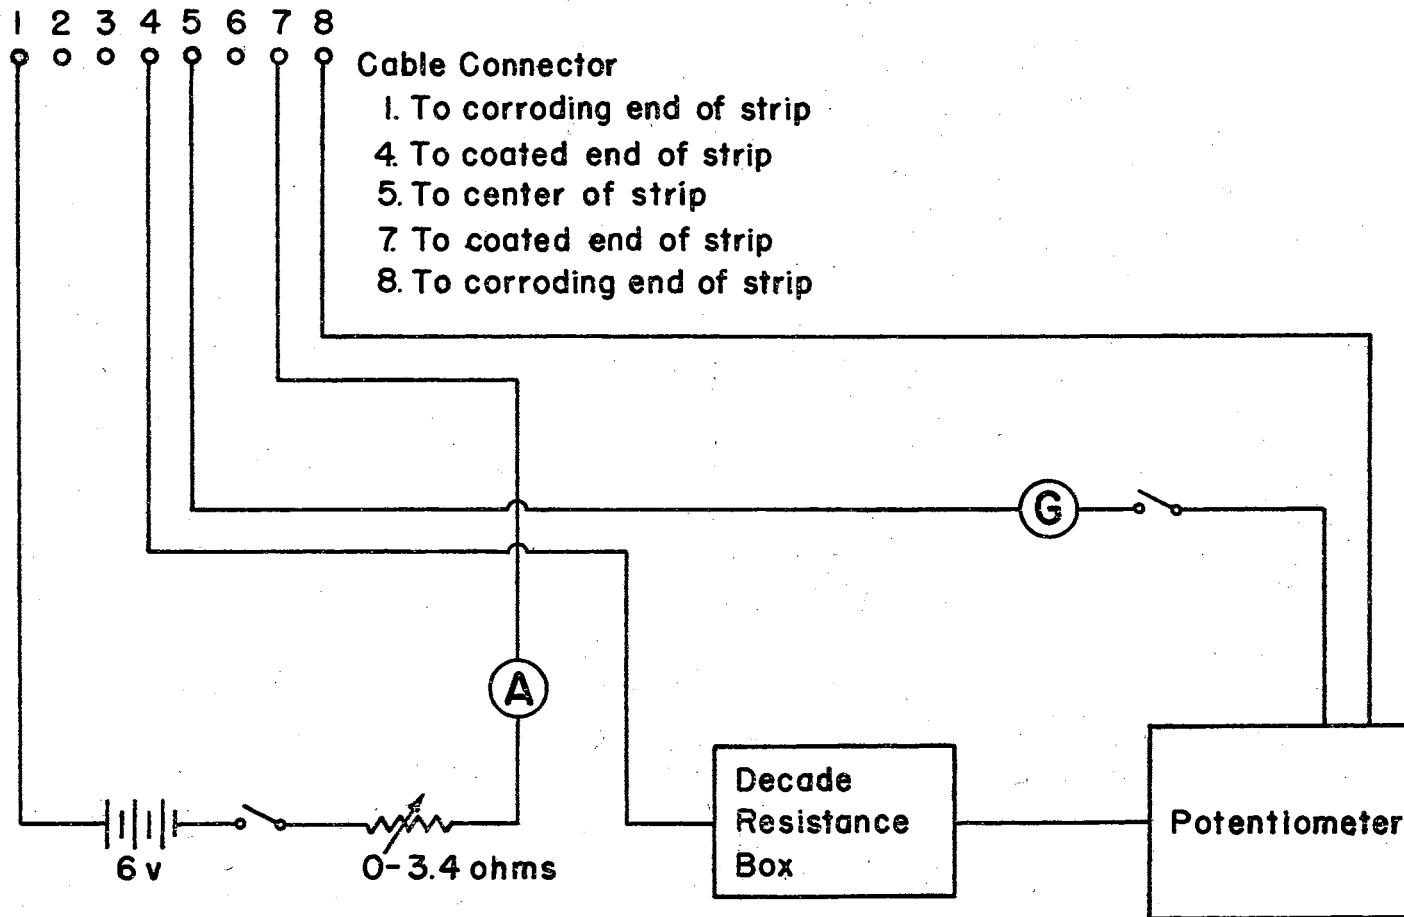 1 2 3 4 5 6 7 8
Cable Connector
1. To corroding end of strip
4. To coated end of strip
5. To center of strip
7. To coated end of strip
8. To corroding end of strip
G
A
Decade
Resistance
Box
Potentiometer
6 v
0-3.4 ohms